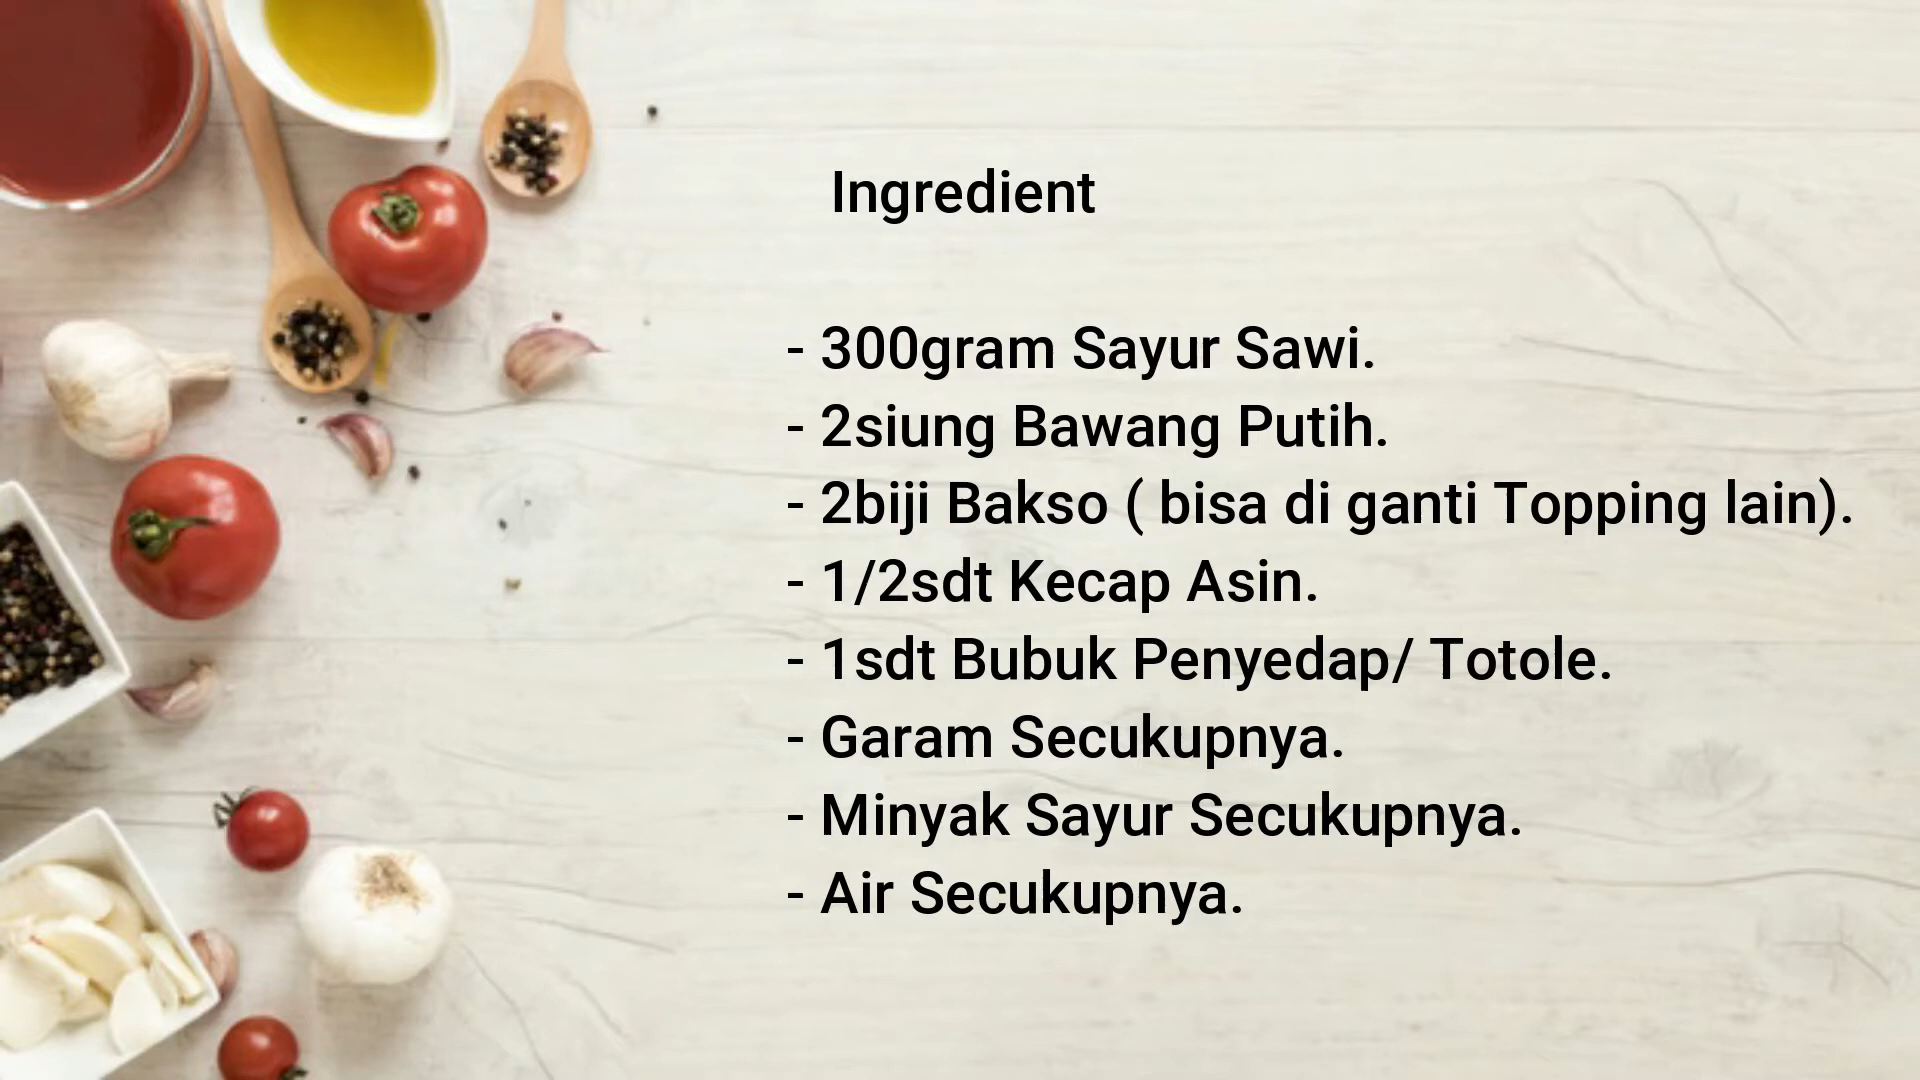 Ingredient
- 300gram Sayur Sawi.
- 2siung Bawang Putih.
- 2biji Bakso ( bisa di ganti Topping lain).
- 1/2sdt Kecap Asin.
- 1sdt Bubuk Penyedap/ Totole.
- Garam Secukupnya.
- Minyak Sayur Secukupnya.
- Air Secukupnya.